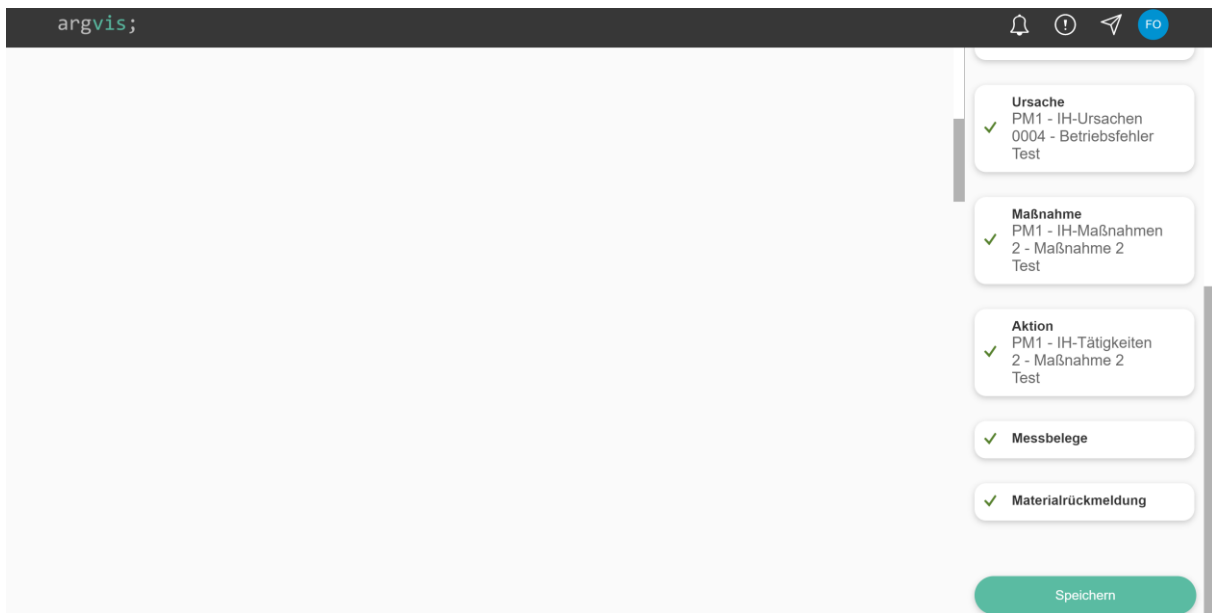 argvis;
FO
Ursache
PM1 - IH-Ursachen
0004 - Betriebsfehler
Test
Maßnahme
PM1 - IH-Maßnahmen
2 - Maßnahme 2
Test
Aktion
PM1 - IH-Tätigkeiten
2 - Maßnahme 2
Test
Messbelege
Materialrückmeldung
Speichern